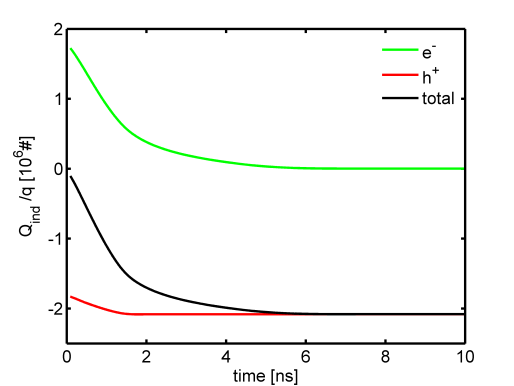 2
1
0
-1
-2
0 2 4 6 8 10
time [ns]
Q_ind /q [10^6#]
e^-
h^+
total